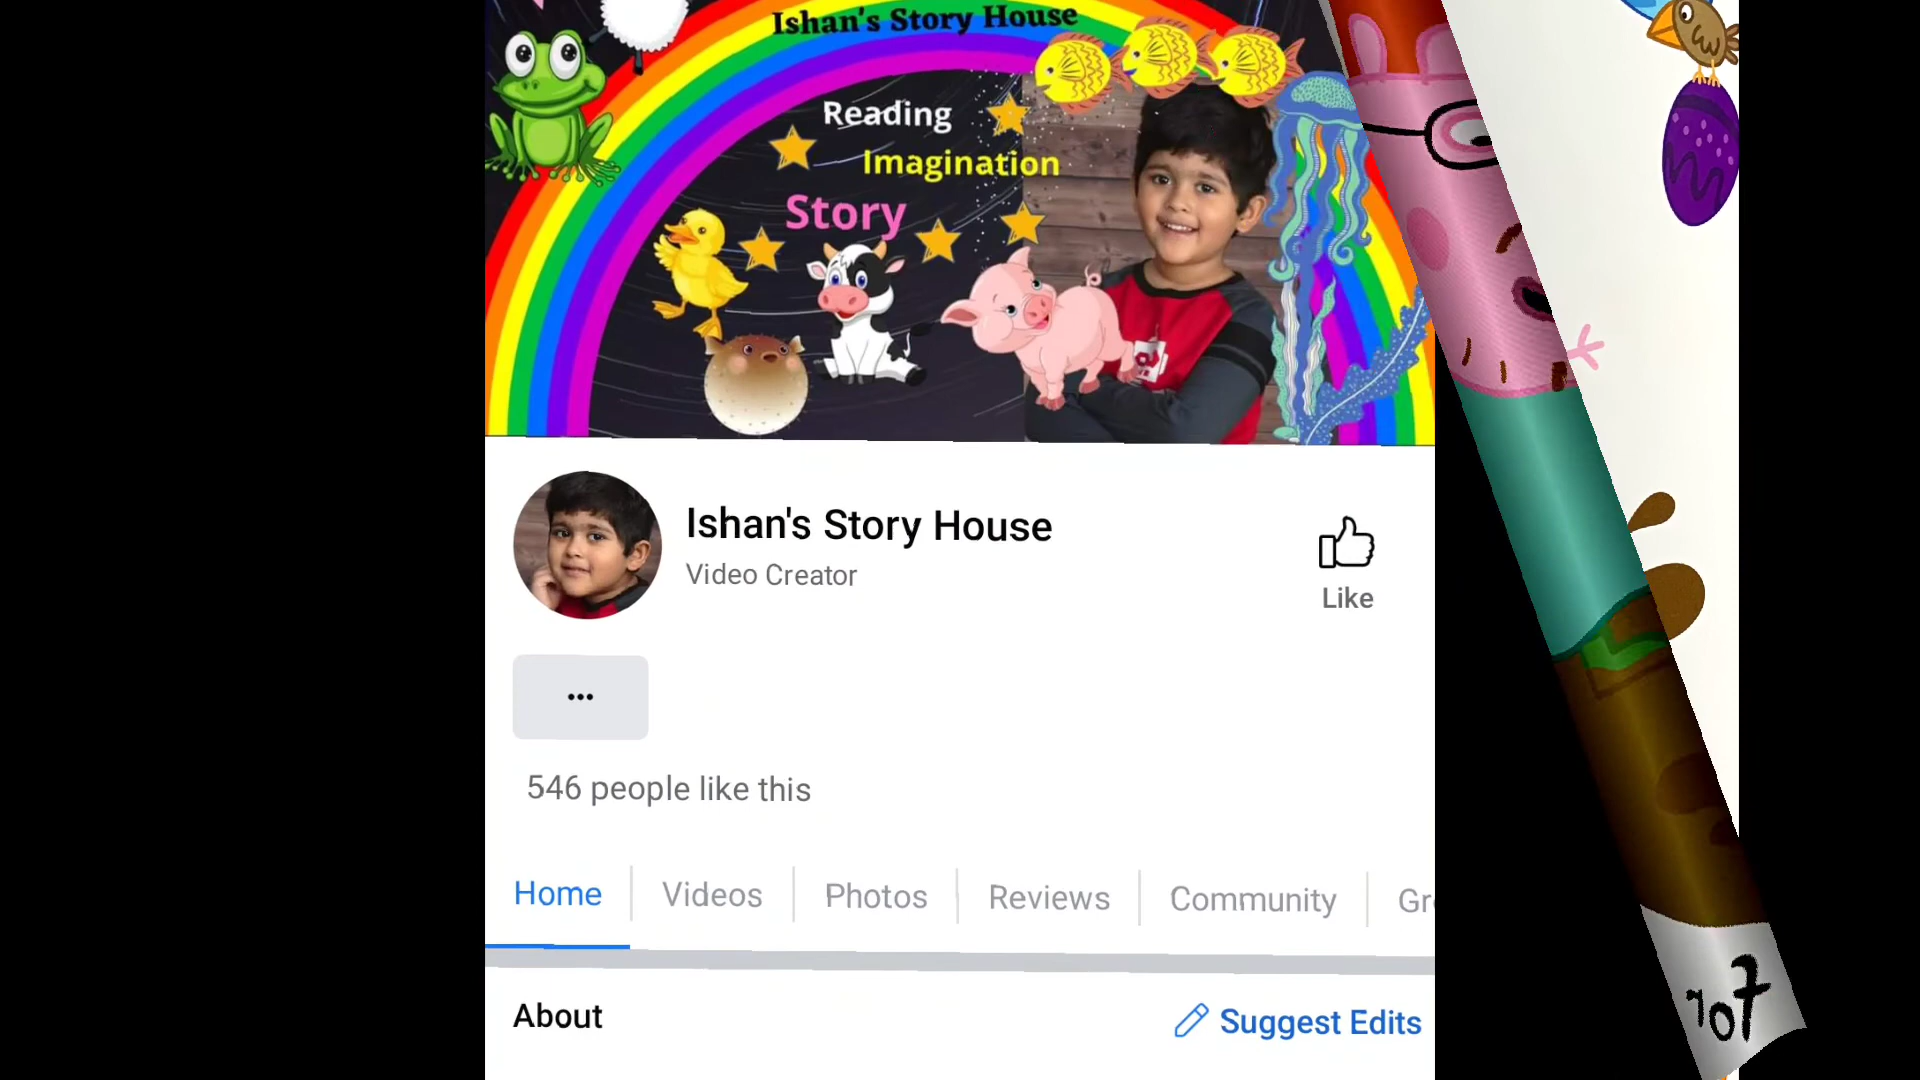 Ishan's Story House
Reading
Imagination
Story
Ishan's Story House
Video Creator
Like
...
546 people like this
Home
Videos
Photos
Reviews
Community
Gr
About
Suggest Edits